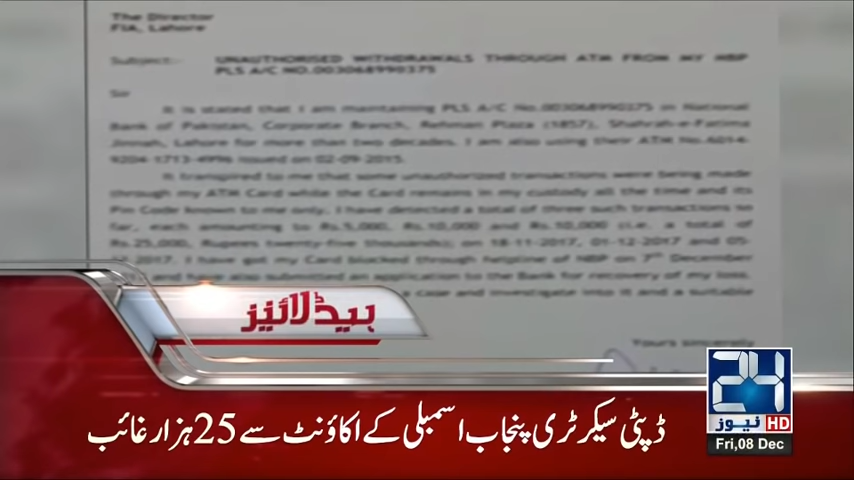 The Director
FIA, Lahore
Subject:- UNAUTHORISED WITHDRAWALS THROUGH ATM FROM MY NBP
PLS A/C NO.003068990375
Sir
It is stated that I am maintaining PLS A/C No.003068990375 in National
Bank of Pakistan, Corporate Branch, Rehman Plaza (1857), Shahrah-e-Fatima
Jinnah, Lahore for more than two decades. I am also using their ATM No.6014-
9204-1713-4996 issued on 02-09-2015.
It transpired to me that some unauthorized transactions were being made
through my ATM Card while the Card remains in my custody all the time and its
Pin Code known to me only. I have detected a total of three such transactions so
far, each amounting to Rs.5,000, Rs.10,000 and Rs.10,000 (i.e. a total of
Rs.25,000, Rupees twenty-five thousands); on 18-11-2017, 01-12-2017 and 05-
2017. I have got my Card blocked through helpline of NBP on 7th December
and have also submitted an application to the Bank for recovery of my loss.
case and investigate into it and a suitable
Yours sincerely
ہیڈلائنز
ڈپٹی سیکرٹری پنجاب اسمبلی کے اکاؤنٹ سے 25 ہزار غائب
24
نیوز HD
Fri,08 Dec